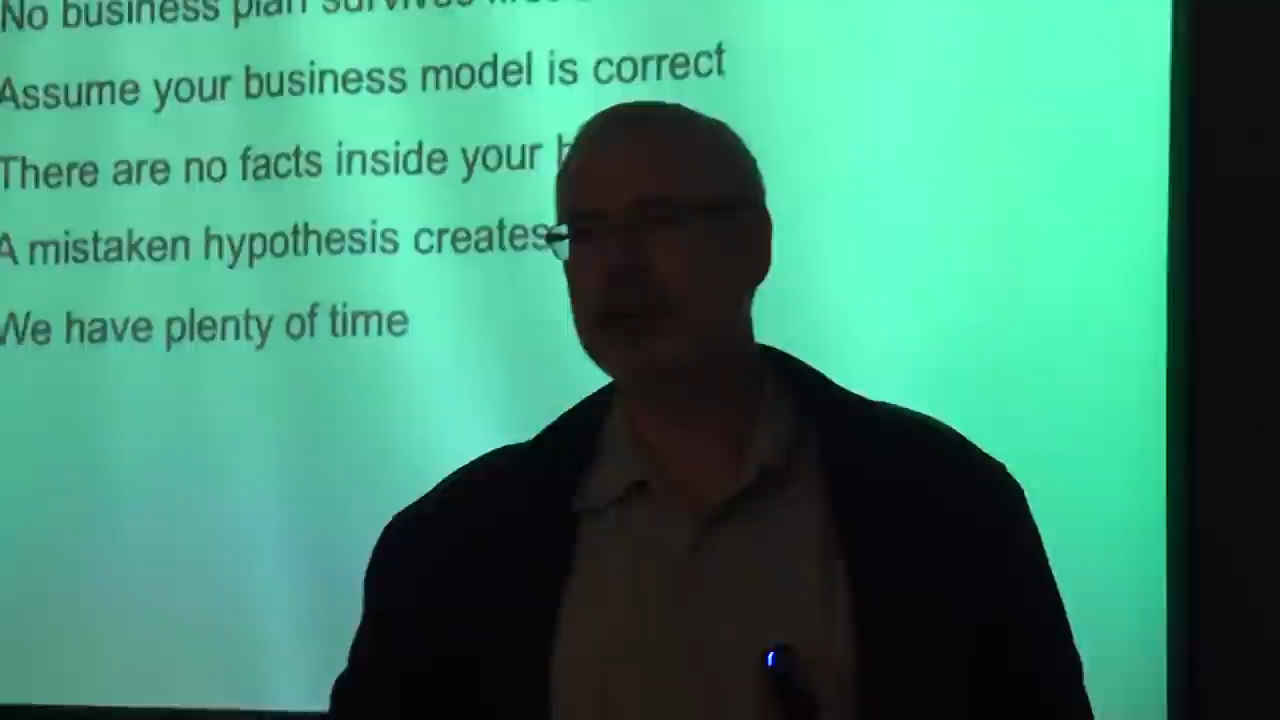 No business plan survives
Assume your business model is correct
There are no facts inside your
A mistaken hypothesis creates
We have plenty of time